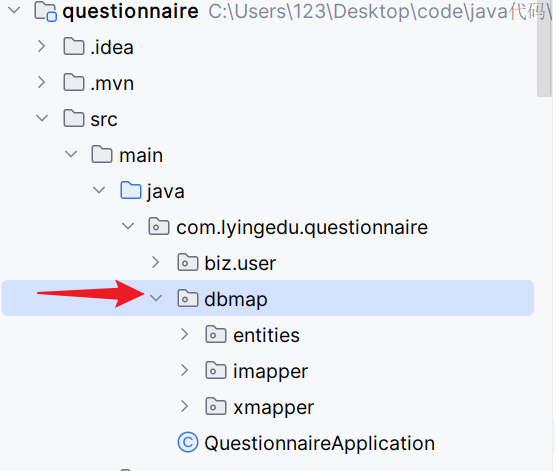 questionnaire C:\Users\123\Desktop\code\java代码\
.idea
.mvn
src
main
java
com.lyingedu.questionnaire
biz.user
dbmap
entities
imapper
xmapper
C QuestionnaireApplication